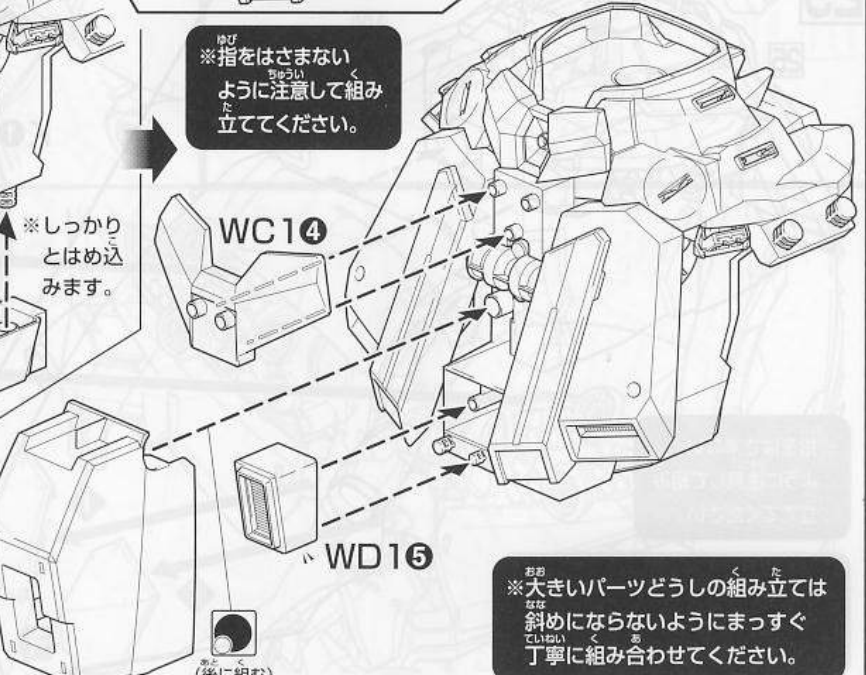 ※指をはさまない
ように注意して組み
立ててください。
※しっかり
とはめ込
みます。
WC1❹
WD1❺
(後に組む)
※大きいパーツどうしの組み立ては
斜めにならないようにまっすぐ
丁寧に組み合わせてください。